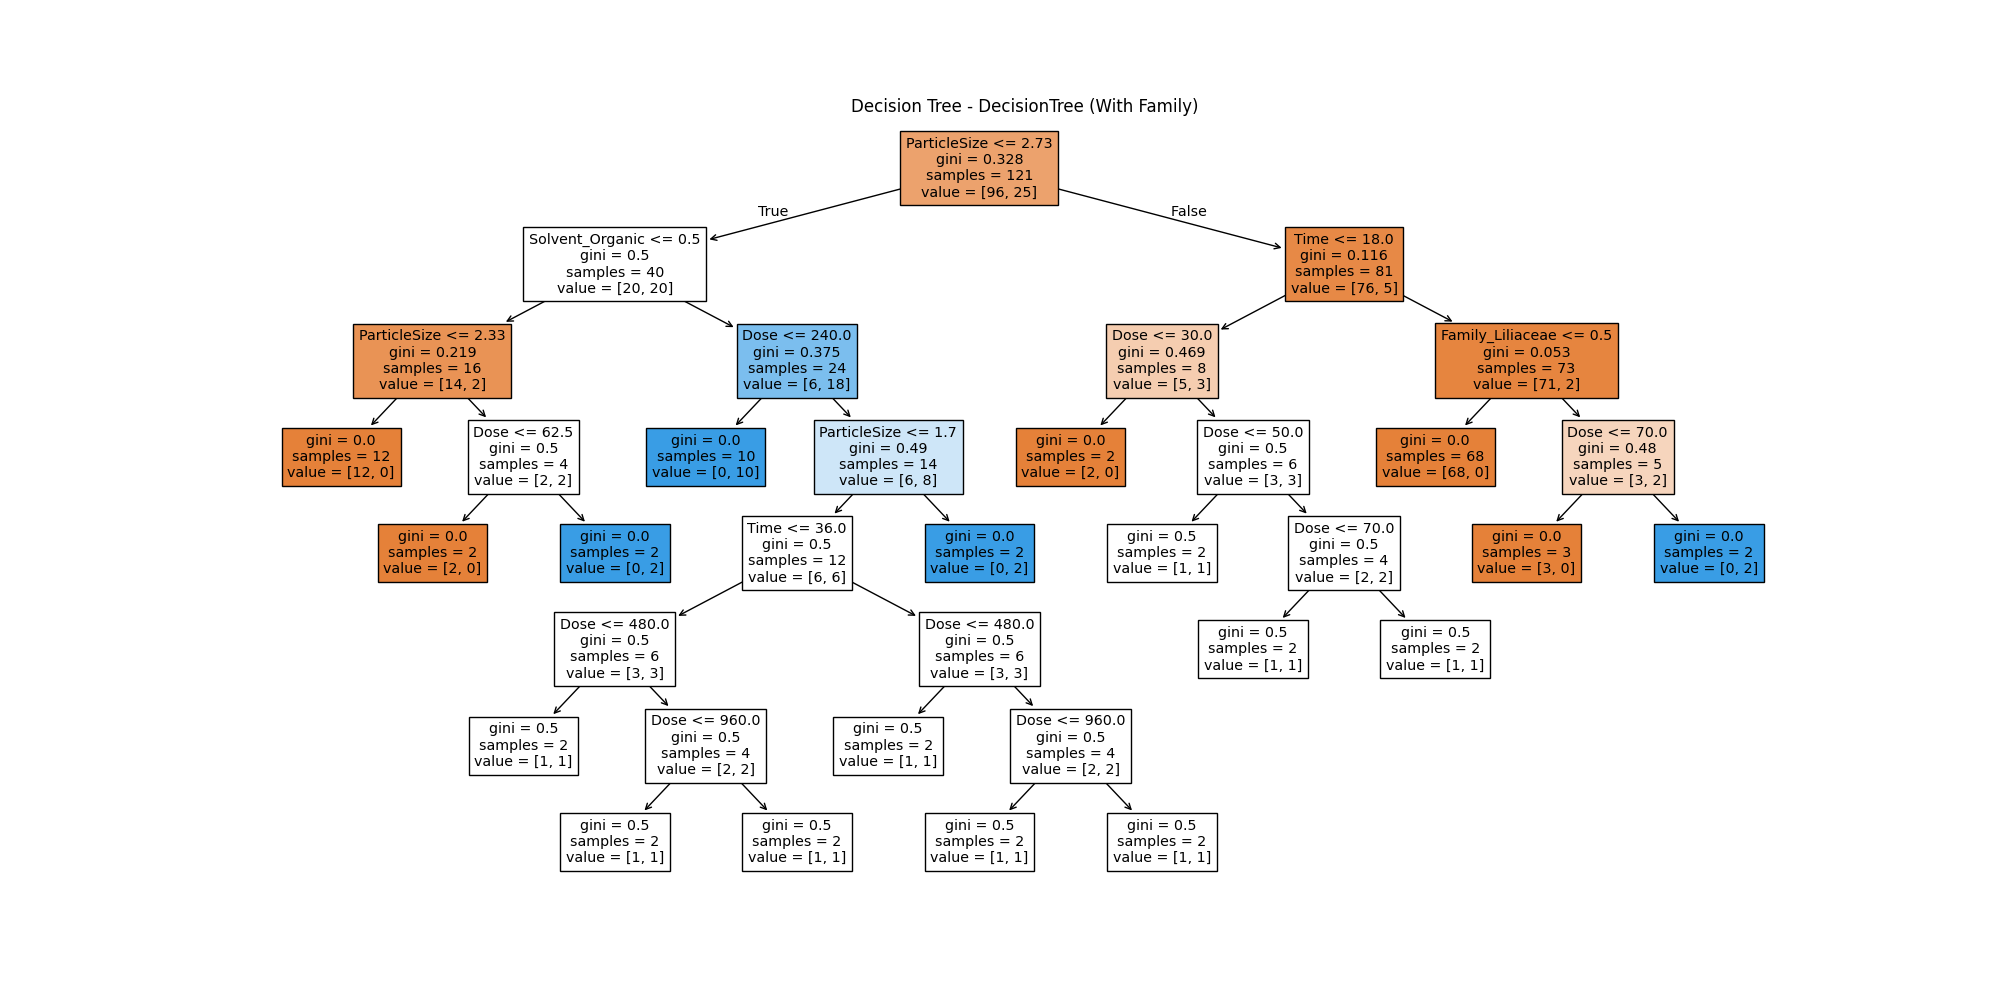 Decision Tree - DecisionTree (With Family)
ParticleSize <= 2.73
gini = 0.328
samples = 121
value = [96, 25]
True
False
Solvent_Organic <= 0.5
gini = 0.5
samples = 40
value = [20, 20]
Time <= 18.0
gini = 0.116
samples = 81
value = [76, 5]
ParticleSize <= 2.33
gini = 0.219
samples = 16
value = [14, 2]
Dose <= 240.0
gini = 0.375
samples = 24
value = [6, 18]
Dose <= 30.0
gini = 0.469
samples = 8
value = [5, 3]
Family_Liliaceae <= 0.5
gini = 0.053
samples = 73
value = [71, 2]
gini = 0.0
samples = 12
value = [12, 0]
Dose <= 62.5
gini = 0.5
samples = 4
value = [2, 2]
gini = 0.0
samples = 10
value = [0, 10]
ParticleSize <= 1.7
gini = 0.49
samples = 14
value = [6, 8]
gini = 0.0
samples = 2
value = [2, 0]
Dose <= 50.0
gini = 0.5
samples = 6
value = [3, 3]
gini = 0.0
samples = 68
value = [68, 0]
Dose <= 70.0
gini = 0.48
samples = 5
value = [3, 2]
gini = 0.0
samples = 2
value = [2, 0]
gini = 0.0
samples = 2
value = [0, 2]
Time <= 36.0
gini = 0.5
samples = 12
value = [6, 6]
gini = 0.0
samples = 2
value = [0, 2]
gini = 0.5
samples = 2
value = [1, 1]
Dose <= 70.0
gini = 0.5
samples = 4
value = [2, 2]
gini = 0.0
samples = 3
value = [3, 0]
gini = 0.0
samples = 2
value = [0, 2]
Dose <= 480.0
gini = 0.5
samples = 6
value = [3, 3]
Dose <= 480.0
gini = 0.5
samples = 6
value = [3, 3]
gini = 0.5
samples = 2
value = [1, 1]
gini = 0.5
samples = 2
value = [1, 1]
gini = 0.5
samples = 2
value = [1, 1]
Dose <= 960.0
gini = 0.5
samples = 4
value = [2, 2]
gini = 0.5
samples = 2
value = [1, 1]
Dose <= 960.0
gini = 0.5
samples = 4
value = [2, 2]
gini = 0.5
samples = 2
value = [1, 1]
gini = 0.5
samples = 2
value = [1, 1]
gini = 0.5
samples = 2
value = [1, 1]
gini = 0.5
samples = 2
value = [1, 1]